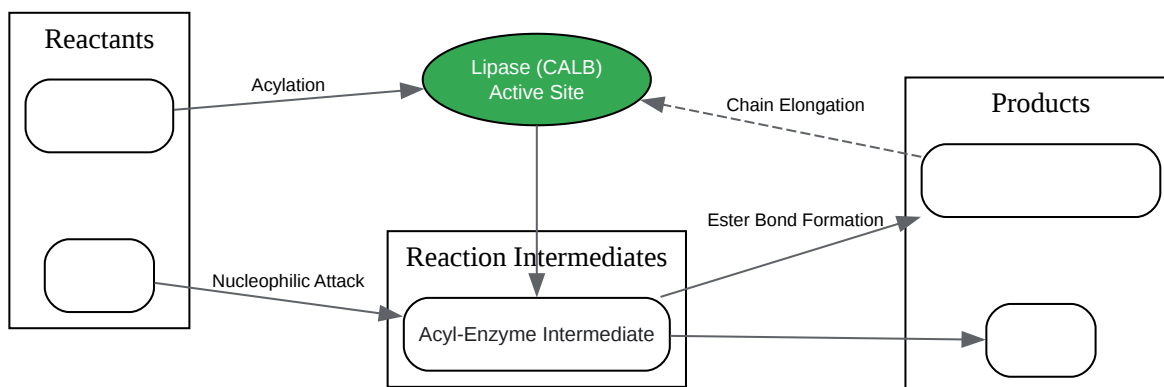 Reactants
Acylation
Lipase (CALB)
Active Site
Chain Elongation
Products
Ester Bond Formation
Nucleophilic Attack
Reaction Intermediates
Acyl-Enzyme Intermediate